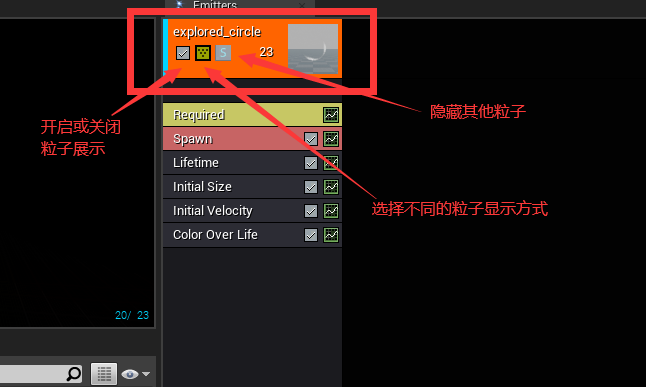 Emitters
explored_circle
S
23
开启或关闭
粒子展示
隐藏其他粒子
Required
Spawn
Lifetime
Initial Size
选择不同的粒子显示方式
Initial Velocity
Color Over Life
20/ 23